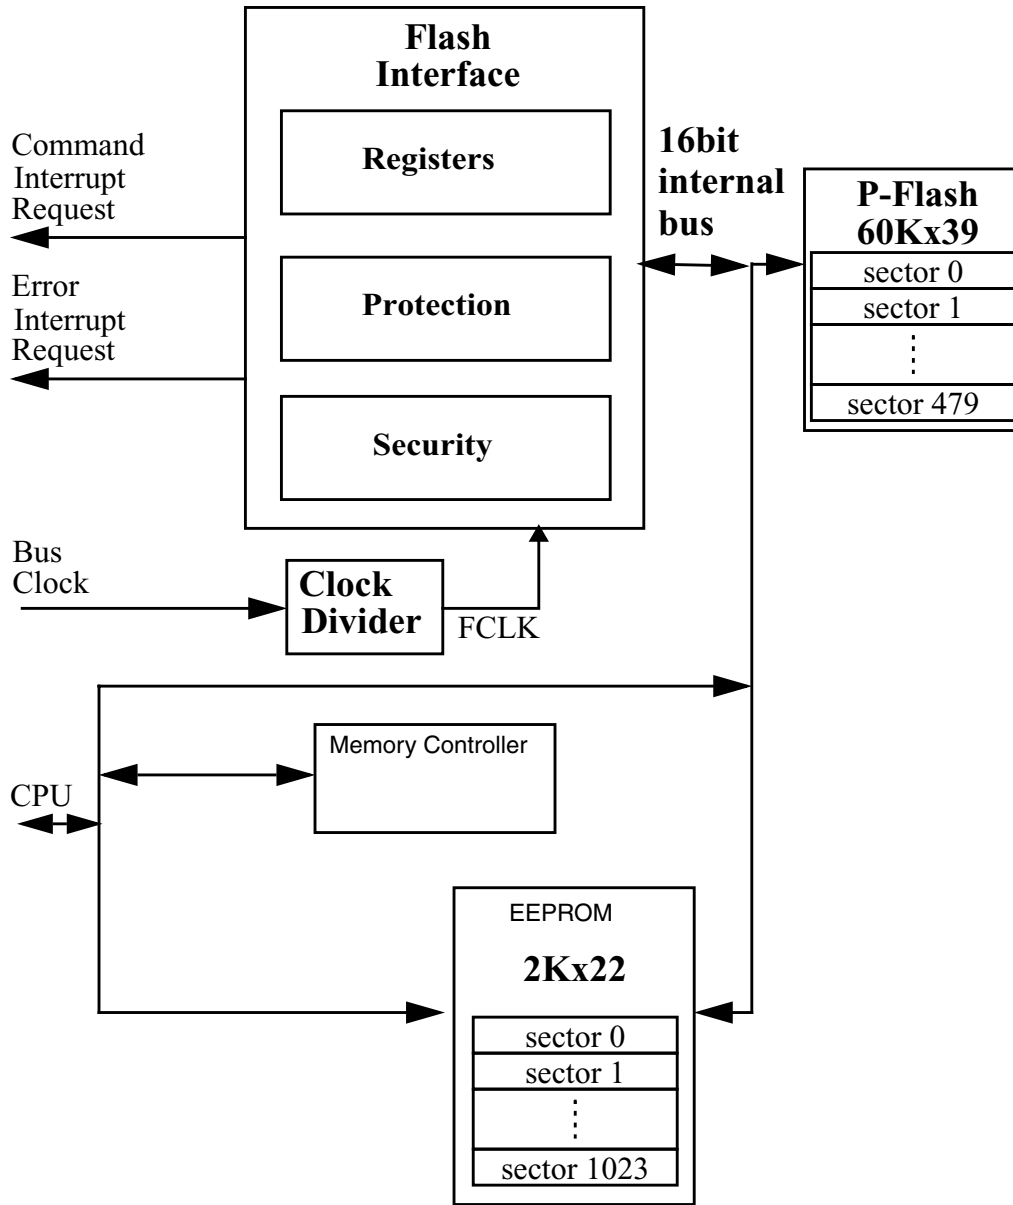 Flash
Interface
Registers
Protection
Security
Command
Interrupt
Request
Error
Interrupt
Request
16bit
internal
bus
P-Flash
60Kx39
sector 0
sector 1
sector 479
Bus
Clock
Clock
Divider
FCLK
Memory Controller
CPU
EEPROM
2Kx22
sector 0
sector 1
sector 1023